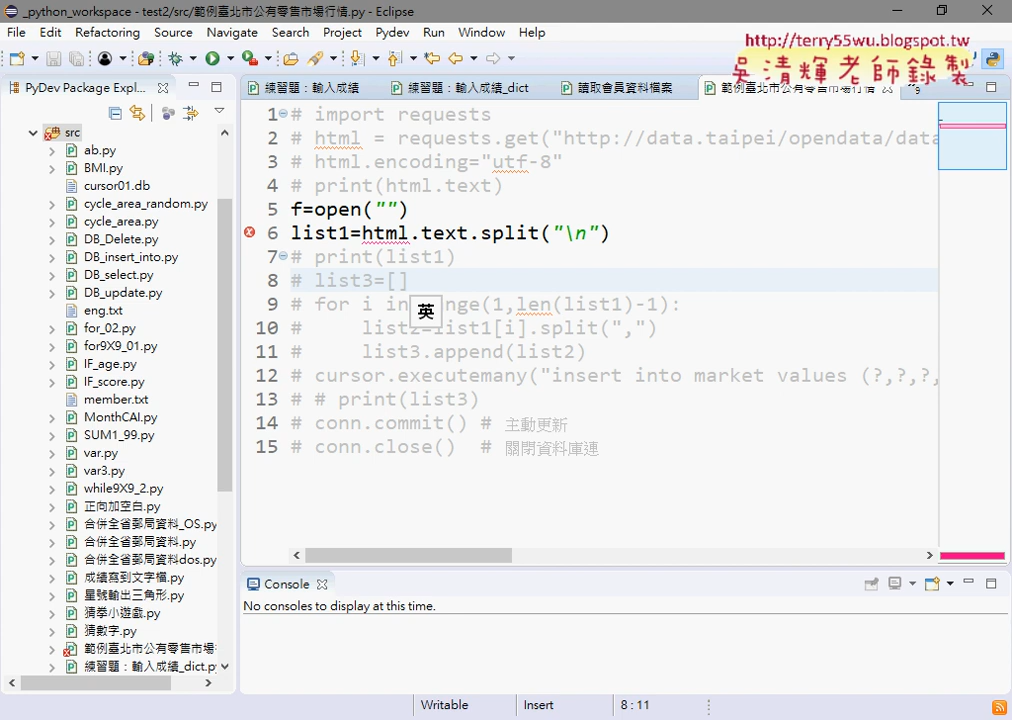 _python_workspace - test2/src/範例臺北市公有零售市場行情.py - Eclipse
File Edit Refactoring Source Navigate Search Project Pydev Run Window Help
http://terry55wu.blogspot.tw
吳清輝老師錄製
PyDev Package Expl...
練習題：輸入成績
練習題：輸入成績_dict
讀取會員資料檔案
範例臺北市公有零售市場行情
src
ab.py
BMI.py
cursor01.db
cycle_area_random.py
cycle_area.py
DB_Delete.py
DB_insert_into.py
DB_select.py
DB_update.py
eng.txt
for_02.py
for9X9_01.py
IF_age.py
IF_score.py
member.txt
MonthCAl.py
SUM1_99.py
var.py
var3.py
while9X9_2.py
正向加空白.py
合併全省郵局資料_OS.py
合併全省郵局資料.py
合併全省郵局資料dos.py
成績寫到文字檔.py
星號輸出三角形.py
猜拳小遊戲.py
猜數字.py
範例臺北市公有零售市場
練習題：輸入成績_dict.py
1 # import requests
2 # html = requests.get("http://data.taipei/opendata/data
3 # html.encoding="utf-8"
4 # print(html.text)
5 f=open("")
6 list1=html.text.split("\n")
7 # print(list1)
8 # list3=[]
9 # for i in 英nge(1,len(list1)-1):
10 #     list2=list1[i].split(",")
11 #     list3.append(list2)
12 # cursor.executemany("insert into market values (?,?,?,
13 # # print(list3)
14 # conn.commit() # 主動更新
15 # conn.close()  # 關閉資料庫連
Console
No consoles to display at this time.
Writable Insert 8 : 11